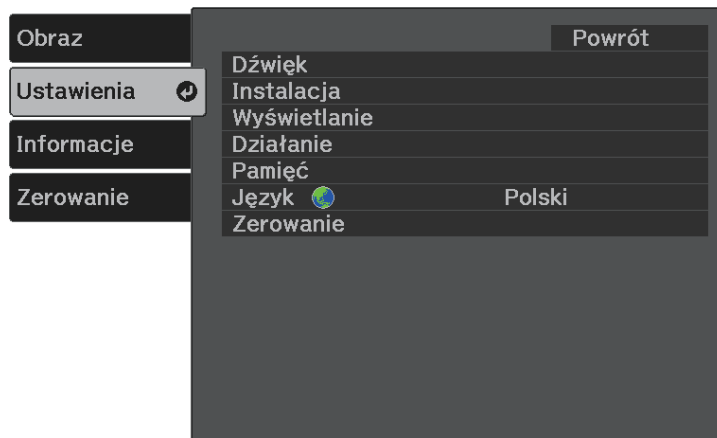 Obraz
Ustawienia
Informacje
Zerowanie
Powrót
Dźwięk
Instalacja
Wyświetlanie
Działanie
Pamięć
Język Polski
Zerowanie